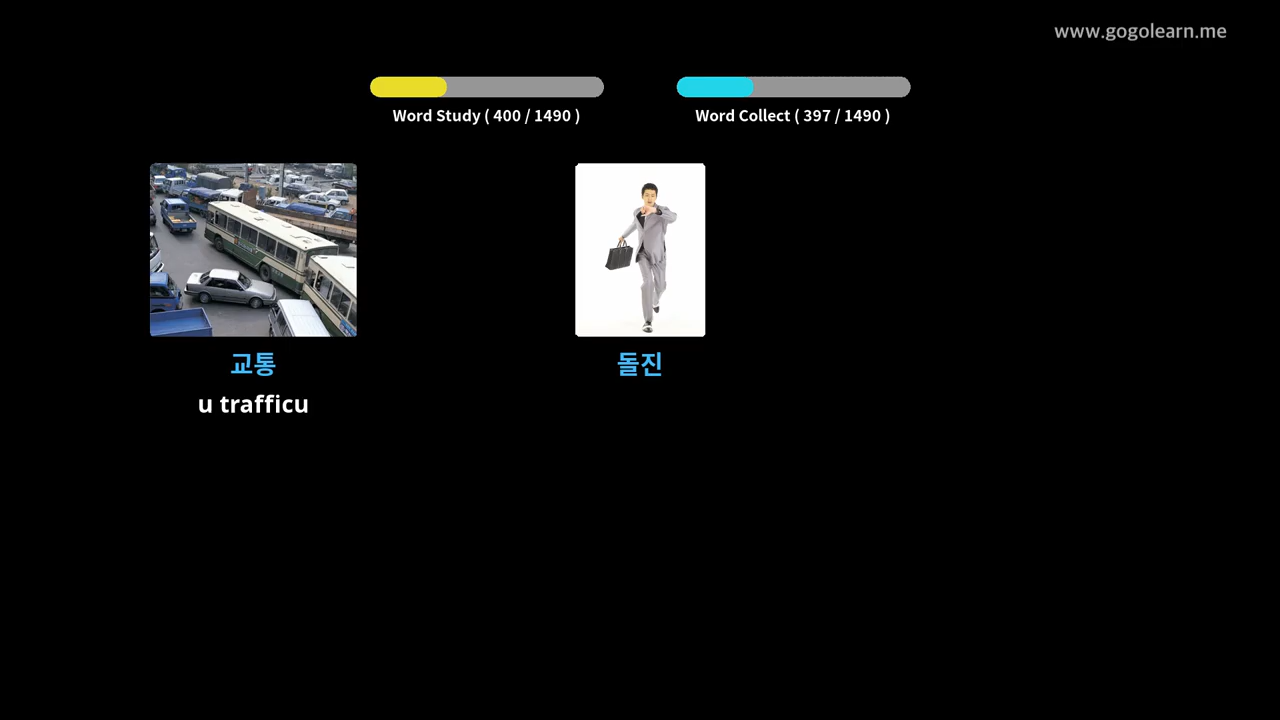 www.gogolearn.me
Word Study ( 400 / 1490 )
Word Collect ( 397 / 1490 )
교통
돌진
u trafficu